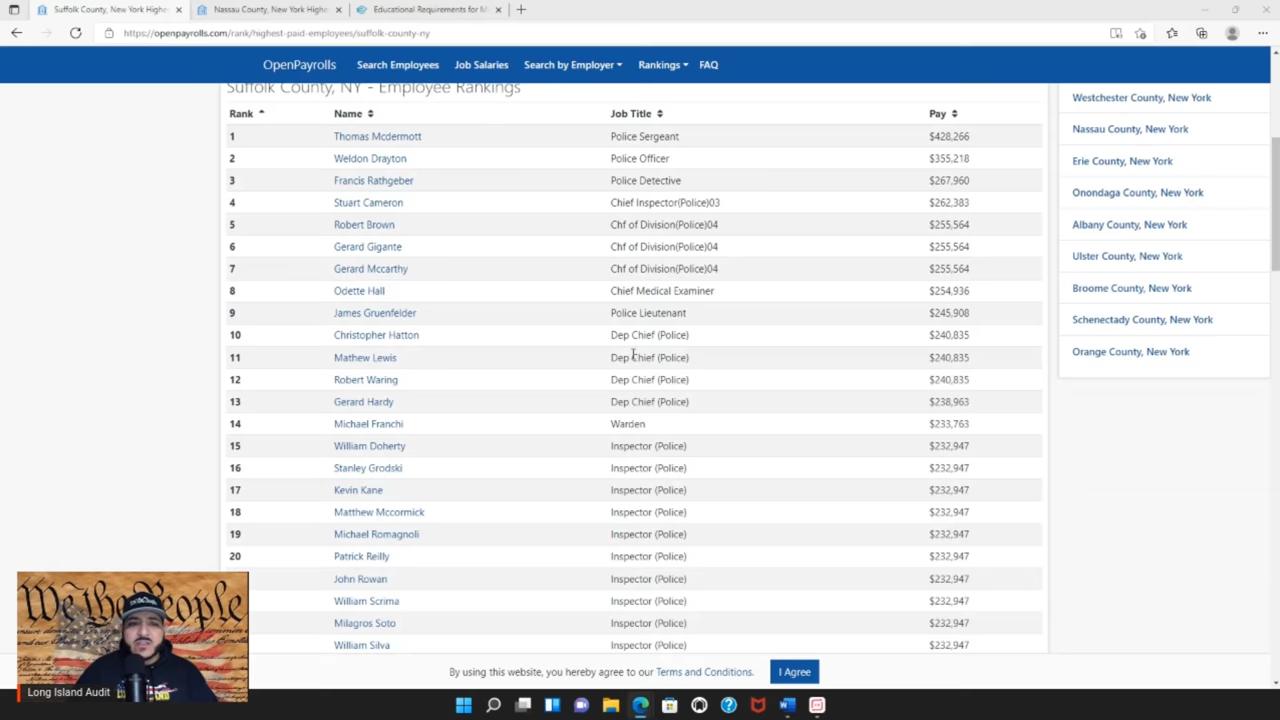 Suffolk County, New York Highe
Nassau County, New York Highe
Educational Requirements for M
https://openpayrolls.com/rank/highest-paid-employees/suffolk-county-ny
OpenPayrolls Search Employees Job Salaries Search by Employer Rankings FAQ
Suffolk County, NY - Employee Rankings
Rank Name Job Title Pay
1 Thomas Mcdermott Police Sergeant $428,266
2 Weldon Drayton Police Officer $355,218
3 Francis Rathgeber Police Detective $267,960
4 Stuart Cameron Chief Inspector(Police)03 $262,383
5 Robert Brown Chf of Division(Police)04 $255,564
6 Gerard Gigante Chf of Division(Police)04 $255,564
7 Gerard Mccarthy Chf of Division(Police)04 $255,564
8 Odette Hall Chief Medical Examiner $254,936
9 James Gruenfelder Police Lieutenant $245,908
10 Christopher Hatton Dep Chief (Police) $240,835
11 Mathew Lewis Dep Chief (Police) $240,835
12 Robert Waring Dep Chief (Police) $240,835
13 Gerard Hardy Dep Chief (Police) $238,963
14 Michael Franchi Warden $233,763
15 William Doherty Inspector (Police) $232,947
16 Stanley Grodski Inspector (Police) $232,947
17 Kevin Kane Inspector (Police) $232,947
18 Matthew Mccormick Inspector (Police) $232,947
19 Michael Romagnoli Inspector (Police) $232,947
20 Patrick Reilly Inspector (Police) $232,947
John Rowan Inspector (Police) $232,947
William Scrima Inspector (Police) $232,947
Milagros Soto Inspector (Police) $232,947
William Silva Inspector (Police) $232,947
Westchester County, New York
Nassau County, New York
Erie County, New York
Onondaga County, New York
Albany County, New York
Ulster County, New York
Broome County, New York
Schenectady County, New York
Orange County, New York
By using this website, you hereby agree to our Terms and Conditions. I Agree
We the People
Long Island Audit